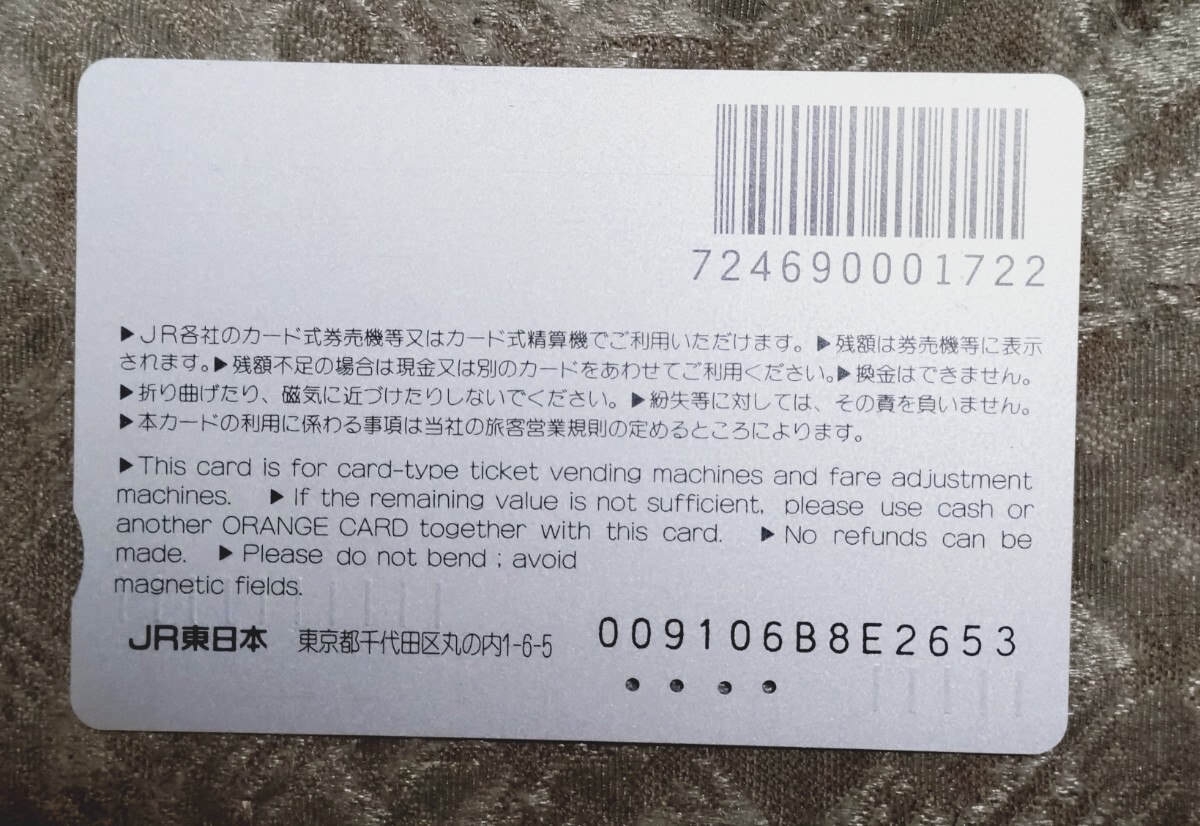 724690001722
▶JR各社のカード式券売機等又はカード式精算機でご利用いただけます。▶残額は券売機等に表示
されます。▶残額不足の場合は現金又は別のカードをあわせてご利用ください。▶換金はできません。
▶折り曲げたり、磁気に近づけたりしないでください。▶紛失等に対しては、その責を負いません。
▶本カードの利用に係わる事項は当社の旅客営業規則の定めるところによります。
▶This card is for card-type ticket vending machines and fare adjustment
machines. ▶If the remaining value is not sufficient, please use cash or
another ORANGE CARD together with this card. ▶No refunds can be
made. ▶Please do not bend ; avoid
magnetic fields.
JR東日本 東京都千代田区丸の内1-6-5 009106B8E2653